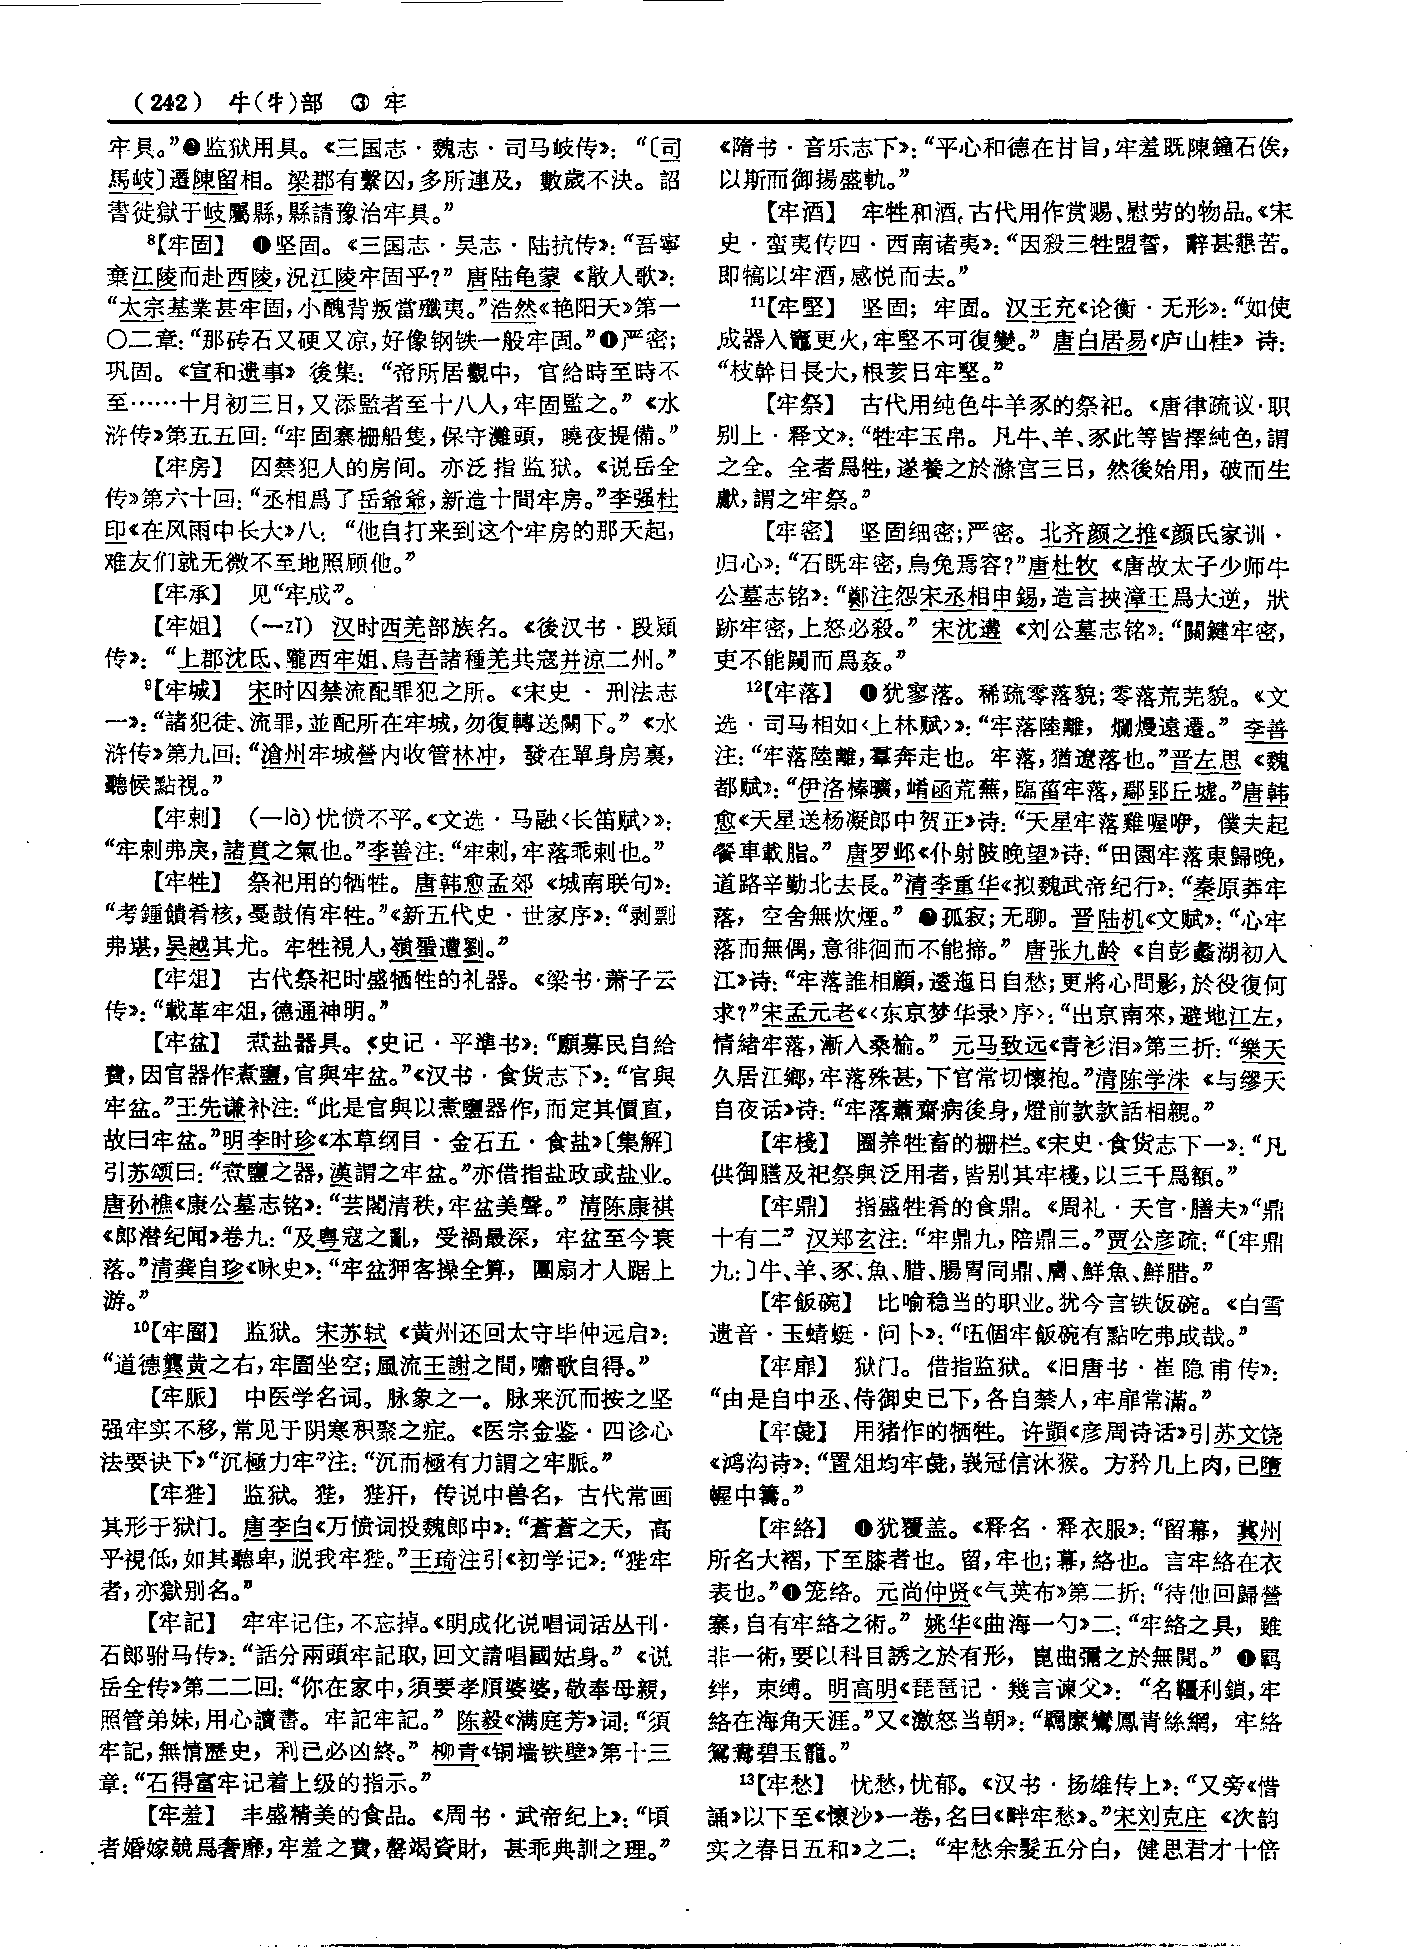 (242) 牛(牜)部 ③ 牢
牢具。”❷监狱用具。《三国志·魏志·司马岐传》：“〔司
馬岐〕遷陳留相。梁郡有繫囚，多所連及，數歲不決。詔
書徙獄于岐屬縣，縣請豫治牢具。”
⁸【牢固】 ❶坚固。《三国志·吴志·陆抗传》：“吾寧
棄江陵而赴西陵，況江陵牢固乎？”唐陆龟蒙《散人歌》：
“太宗基業甚牢固，小醜背叛當殲夷。”浩然《艳阳天》第一
〇二章：“那砖石又硬又凉，好像钢铁一般牢固。”❶严密；
巩固。《宣和遗事》後集：“帝所居觀中，官給時至時不
至……十月初三日，又添監者至十八人，牢固監之。”《水
浒传》第五五回：“牢固寨栅船隻，保守灘頭，曉夜提備。”
【牢房】 囚禁犯人的房间。亦泛指监狱。《说岳全
传》第六十回：“丞相爲了岳爺爺，新造十間牢房。”李强杜
印《在风雨中长大》八：“他自打来到这个牢房的那天起，
难友们就无微不至地照顾他。”
【牢承】 见“牢成”。
【牢姐】 (一ㄐㄧ) 汉时西羌部族名。《後汉书·段颎
传》：“上郡沈氐、隴西牢姐、烏吾諸種羌共寇并涼二州。”
⁹【牢城】 宋时囚禁流配罪犯之所。《宋史·刑法志
一》：“諸犯徒、流罪，並配所在牢城，勿復轉送闕下。”《水
浒传》第九回：“滄州牢城營内收管林冲，發在單身房裏，
聽候點視。”
【牢剌】 (一là)忧愤不平。《文选·马融〈长笛赋〉》：
“牢剌弗戾，諸賁之氣也。”李善注：“牢剌，牢落乖剌也。”
【牢牲】 祭祀用的牺牲。唐韩愈孟郊《城南联句》：
“考鍾饋肴核，戛鼓侑牢牲。”《新五代史·世家序》：“剥剽
弗堪，吴越其尤。牢牲視人，嶺蜑遭劉。”
【牢俎】 古代祭祀时盛牺牲的礼器。《梁书·萧子云
传》：“載革牢俎，德通神明。”
【牢盆】 煮盐器具。《史记·平準书》：“願募民自給
費，因官器作煮鹽，官與牢盆。”《汉书·食货志下》：“官與
牢盆。”王先谦补注：“此是官與以煮鹽器作，而定其價直，
故曰牢盆。”明李时珍《本草纲目·金石五·食盐》〔集解〕
引苏颂曰：“煮鹽之器，漢謂之牢盆。”亦借指盐政或盐业。
唐孙樵《康公墓志铭》：“芸閣清秩，牢盆美聲。”清陈康祺
《郎潜纪闻》卷九：“及粤寇之亂，受禍最深，牢盆至今衰
落。”清龚自珍《咏史》：“牢盆狎客操全算，團扇才人踞上
游。”
¹⁰【牢圄】 监狱。宋苏轼《黄州还回太守毕仲远启》：
“道德龔黄之右，牢圄坐空；風流王謝之間，嘯歌自得。”
【牢脈】 中医学名词。脉象之一。脉来沉而按之坚
强牢实不移，常见于阴寒积聚之症。《医宗金鉴·四诊心
法要诀下》“沉極力牢”注：“沉而極有力謂之牢脈。”
【牢狴】 监狱。狴，狴犴，传说中兽名，古代常画
其形于狱门。唐李白《万愤词投魏郎中》：“蒼蒼之天，高
乎視低，如其聽卑，脱我牢狴。”王琦注引《初学记》：“狴牢
者，亦獄别名。”
【牢記】 牢牢记住，不忘掉。《明成化说唱词话丛刊·
石郎驸马传》：“話分兩頭牢記取，回文請唱國姑身。”《说
岳全传》第二二回：“你在家中，須要孝順婆婆，敬奉母親，
照管弟妹，用心讀書。牢記牢記。”陈毅《满庭芳》词：“須
牢記，無情歷史，利己必凶終。”柳青《铜墙铁壁》第十三
章：“石得富牢记着上级的指示。”
【牢羞】 丰盛精美的食品。《周书·武帝纪上》：“頃
者婚嫁競爲奢靡，牢羞之費，罄竭資財，甚乖典訓之理。”
《隋书·音乐志下》：“平心和德在甘旨，牢羞既陳鐘石俟，
以斯而御揚盛軌。”
【牢酒】 牢牲和酒。古代用作赏赐、慰劳的物品。《宋
史·蛮夷传四·西南诸夷》：“因殺三牲盟誓，辭甚懇苦。
即犒以牢酒，感悦而去。”
¹¹【牢堅】 坚固；牢固。汉王充《论衡·无形》：“如使
成器入竈更火，牢堅不可復變。”唐白居易《庐山桂》诗：
“枝幹日長大，根荄日牢堅。”
【牢祭】 古代用纯色牛羊豕的祭祀。《唐律疏议·职
别上·释文》：“牲牢玉帛。凡牛、羊、豕此等皆擇純色，謂
之全。全者爲牲，遂養之於滌宫三日，然後始用，破而生
獻，謂之牢祭。”
【牢密】 坚固细密；严密。北齐颜之推《颜氏家训·
归心》：“石既牢密，烏兔焉容？”唐杜牧《唐故太子少师牛
公墓志铭》：“鄭注怨宋丞相申錫，造言挾漳王爲大逆，狀
跡牢密，上怒必殺。”宋沈遘《刘公墓志铭》：“關鍵牢密，
吏不能闚而爲姦。”
¹²【牢落】 ❶犹寥落。稀疏零落貌；零落荒芜貌。《文
选·司马相如〈上林赋〉》：“牢落陸離，爛熳遠遷。”李善
注：“牢落陸離，羣奔走也。牢落，猶遼落也。”晋左思《魏
都赋》：“伊洛榛曠，崤函荒蕪，臨菑牢落，鄢郢丘墟。”唐韩
愈《天星送杨凝郎中贺正》诗：“天星牢落雞喔咿，僕夫起
餐車載脂。”唐罗邺《仆射陂晚望》诗：“田園牢落東歸晚，
道路辛勤北去長。”清李重华《拟魏武帝纪行》：“秦原莽牢
落，空舍無炊煙。”❷孤寂；无聊。晋陆机《文赋》：“心牢
落而無偶，意徘徊而不能揥。”唐张九龄《自彭蠡湖初入
江》诗：“牢落誰相顧，逶迤日自愁；更將心問影，於役復何
求？”宋孟元老《〈东京梦华录〉序》：“出京南來，避地江左，
情緒牢落，漸入桑榆。”元马致远《青衫泪》第三折：“樂天
久居江鄉，牢落殊甚，下官常切懷抱。”清陈学洙《与缪天
自夜话》诗：“牢落蕭齋病後身，燈前款款話相親。”
【牢棧】 圈养牲畜的栅栏。《宋史·食货志下一》：“凡
供御膳及祀祭與泛用者，皆别其牢棧，以三千爲額。”
【牢鼎】 指盛牲肴的食鼎。《周礼·天官·膳夫》“鼎
十有二”汉郑玄注：“牢鼎九，陪鼎三。”贾公彦疏：“〔牢鼎
九：〕牛、羊、豕、魚、腊、腸胃同鼎、膚、鮮魚、鮮腊。”
【牢飯碗】 比喻稳当的职业。犹今言铁饭碗。《白雪
遗音·玉蜻蜓·问卜》：“伍個牢飯碗有點吃弗成哉。”
【牢扉】 狱门。借指监狱。《旧唐书·崔隐甫传》：
“由是自中丞、侍御史已下，各自禁人，牢扉常滿。”
【牢彘】 用猪作的牺牲。许顗《彦周诗话》引苏文饶
《鸿沟诗》：“置俎均牢彘，峩冠信沐猴。方矜几上肉，已墮
幄中籌。”
【牢絡】 ❶犹覆盖。《释名·释衣服》：“留幕，冀州
所名大褶，下至膝者也。留，牢也；幕，絡也。言牢絡在衣
表也。”❶笼络。元尚仲贤《气英布》第二折：“待他回歸營
寨，自有牢絡之術。”姚华《曲海一勺》二：“牢絡之具，雖
非一術，要以科目誘之於有形，崑曲彌之於無閒。”❶羁
绊，束缚。明高明《琵琶记·幾言谏父》：“名韁利鎖，牢
絡在海角天涯。”又《激怒当朝》：“羁縻鸞鳳青絲網，牢絡
鴛鴦碧玉籠。”
¹³【牢愁】 忧愁，忧郁。《汉书·扬雄传上》：“又旁《惜
誦》以下至《懷沙》一卷，名曰《畔牢愁》。”宋刘克庄《次韵
实之春日五和》之二：“牢愁余髮五分白，健思君才十倍